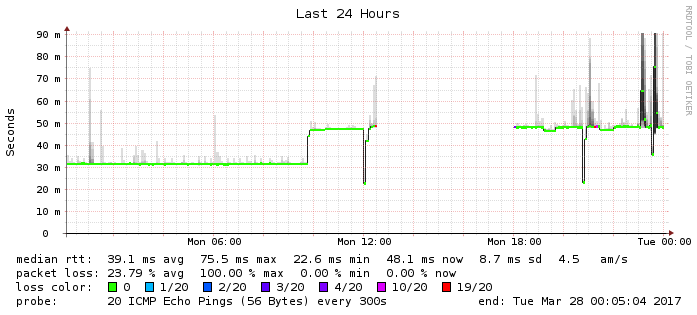 Last 24 Hours
RRDTOOL / TOBI OETIKER
Seconds
90 m
80 m
70 m
60 m
50 m
40 m
30 m
20 m
10 m
0
Mon 06:00 Mon 12:00 Mon 18:00 Tue 00:00
median rtt: 39.1 ms avg 75.5 ms max 22.6 ms min 48.1 ms now 8.7 ms sd 4.5 am/s
packet loss: 23.79 % avg 100.00 % max 0.00 % min 0.00 % now
loss color: 0 1/20 2/20 3/20 4/20 10/20 19/20
probe: 20 ICMP Echo Pings (56 Bytes) every 300s end: Tue Mar 28 00:05:04 2017